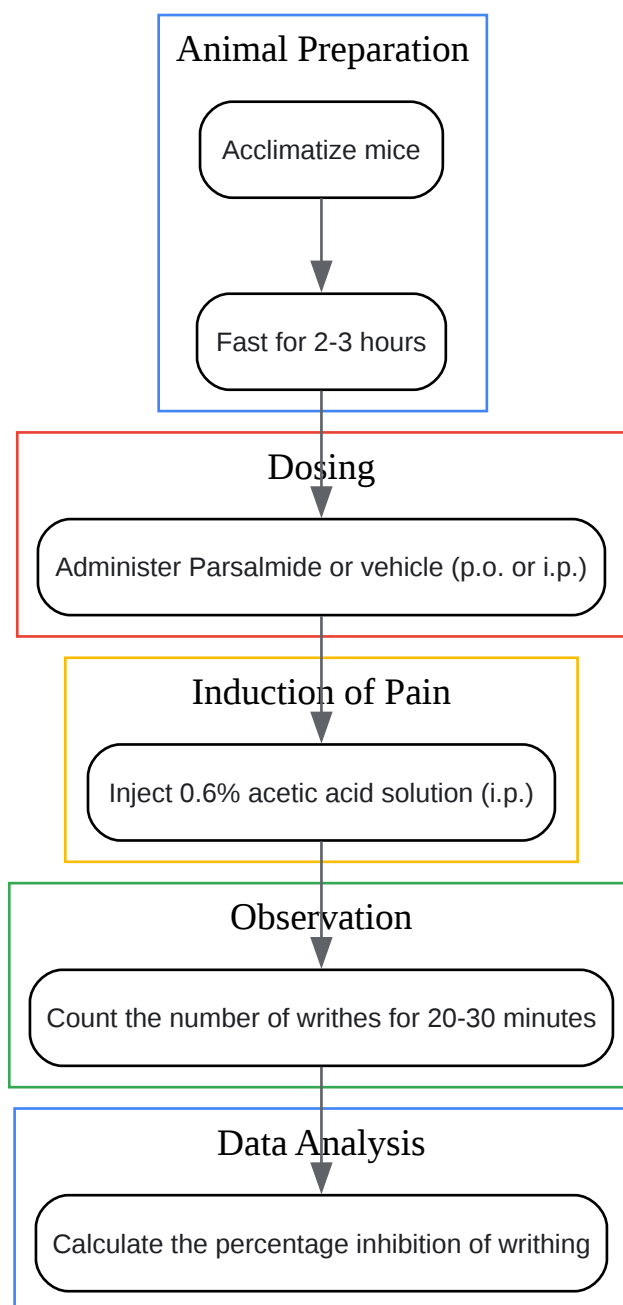 Animal Preparation
Acclimatize mice
Fast for 2-3 hours
Dosing
Administer Parsalmide or vehicle (p.o. or i.p.)
Induction of Pain
Inject 0.6% acetic acid solution (i.p.)
Observation
Count the number of writhes for 20-30 minutes
Data Analysis
Calculate the percentage inhibition of writhing